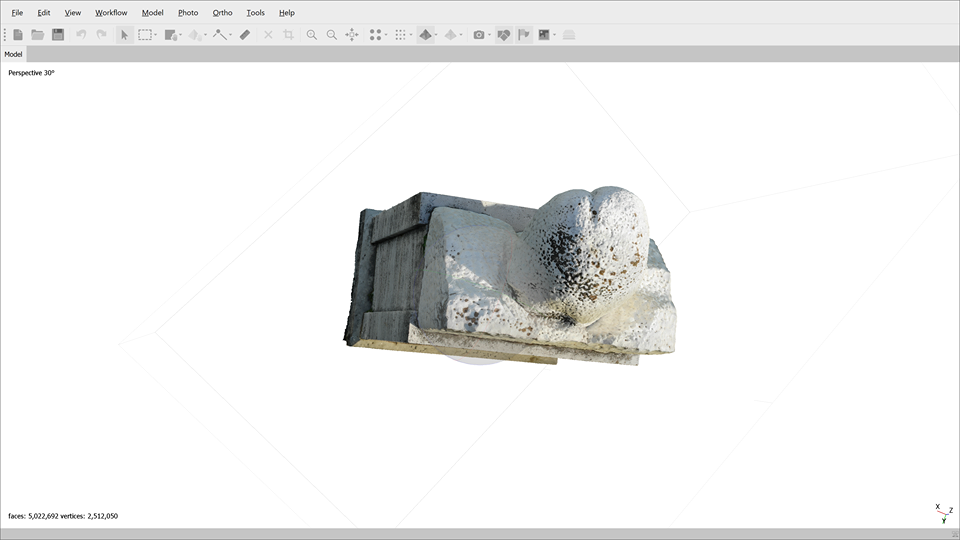 File Edit View Workflow Model Photo Ortho Tools Help
Model
Perspective 30°
X
Z
Y
faces: 5,022,692 vertices: 2,512,050